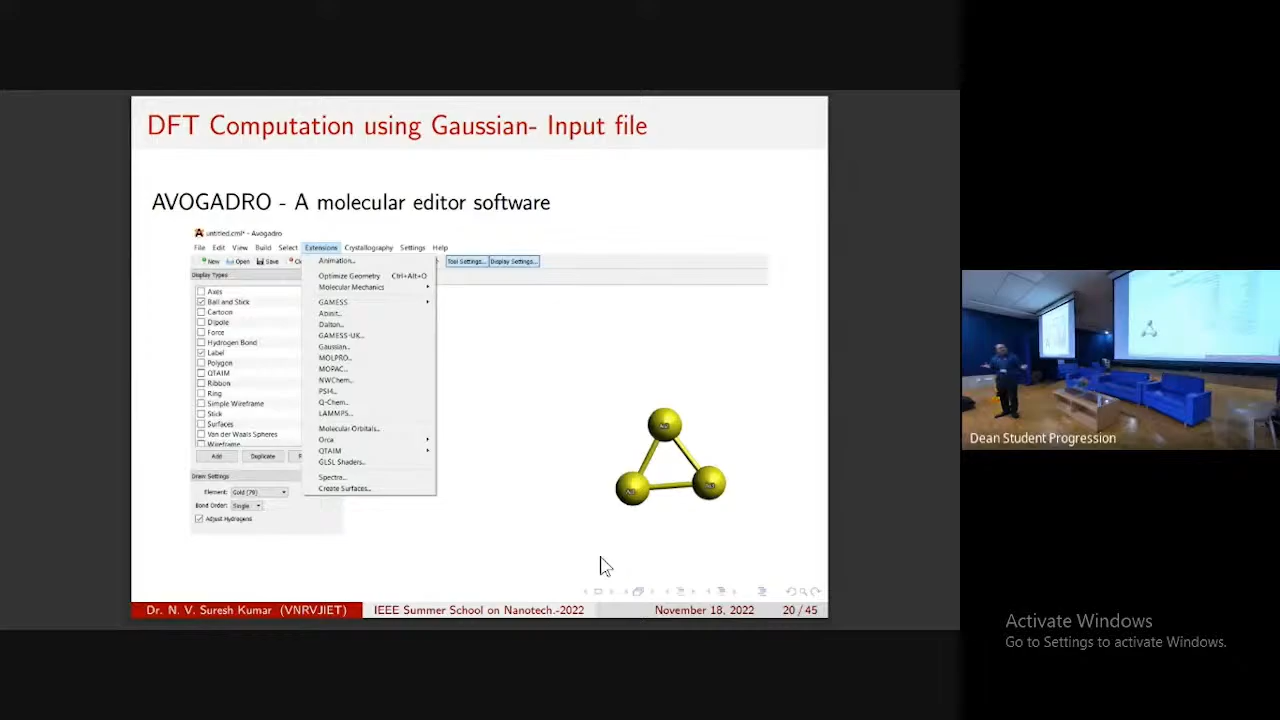 DFT Computation using Gaussian- Input file
AVOGADRO - A molecular editor software
untitled.cml* - Avogadro
File Edit View Build Select Extensions Crystallography Settings Help
New Open Save
Tool Settings... Display Settings...
Display Types
Axes
Ball and Stick
Cartoon
Dipole
Force
Hydrogen Bond
Label
Polygon
QTAIM
Ribbon
Ring
Simple Wireframe
Stick
Surfaces
Van der Waals Spheres
Wireframe
Add Duplicate
Draw Settings
Element: Gold (79)
Bond Order: Single
Adjust Hydrogens
Animation...
Optimize Geometry Ctrl+Alt+O
Molecular Mechanics
GAMESS
Abinit...
Dalton...
GAMESS-UK...
Gaussian...
MOLPRO...
MOPAC...
NWChem...
PSI4...
Q-Chem...
LAMMPS...
Molecular Orbitals...
Orca
QTAIM
GLSL Shaders...
Spectra...
Create Surfaces...
Dr. N. V. Suresh Kumar (VNRVJIET) IEEE Summer School on Nanotech.-2022 November 18, 2022 20 / 45
Dean Student Progression
Activate Windows
Go to Settings to activate Windows.